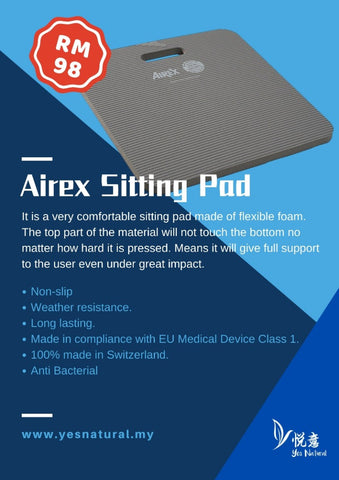 RM
98
AIREX
Airex Sitting Pad
It is a very comfortable sitting pad made of flexible foam.
The top part of the material will not touch the bottom no
matter how hard it is pressed. Means it will give full support
to the user even under great impact.
Non-slip
Weather resistance.
Long lasting.
Made in compliance with EU Medical Device Class 1.
100% made in Switzerland.
Anti Bacterial
www.yesnatural.my
悦意
Yes Natural